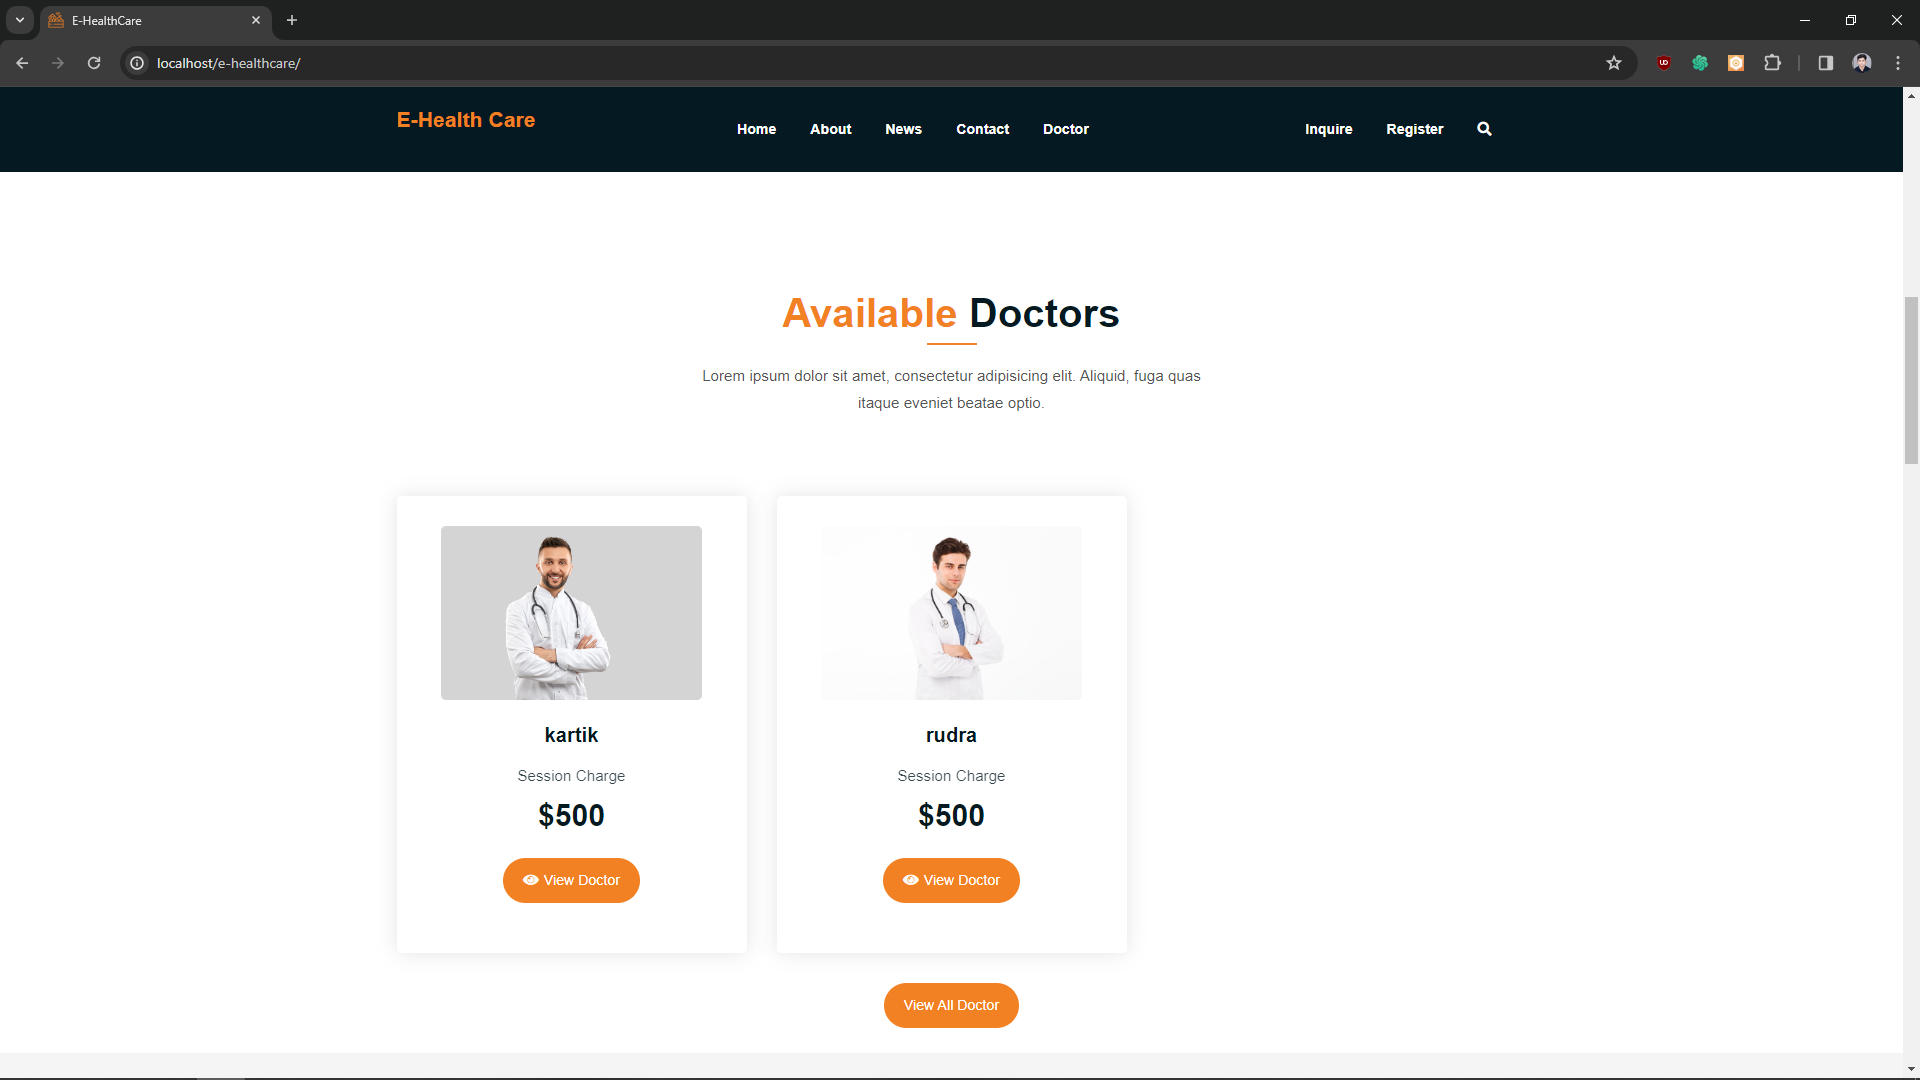 E-HealthCare
localhost/e-healthcare/
E-Health Care
Home About News Contact Doctor Inquire Register
Available Doctors
Lorem ipsum dolor sit amet, consectetur adipisicing elit. Aliquid, fuga quas
itaque eveniet beatae optio.
kartik
Session Charge
$500
View Doctor
rudra
Session Charge
$500
View Doctor
View All Doctor